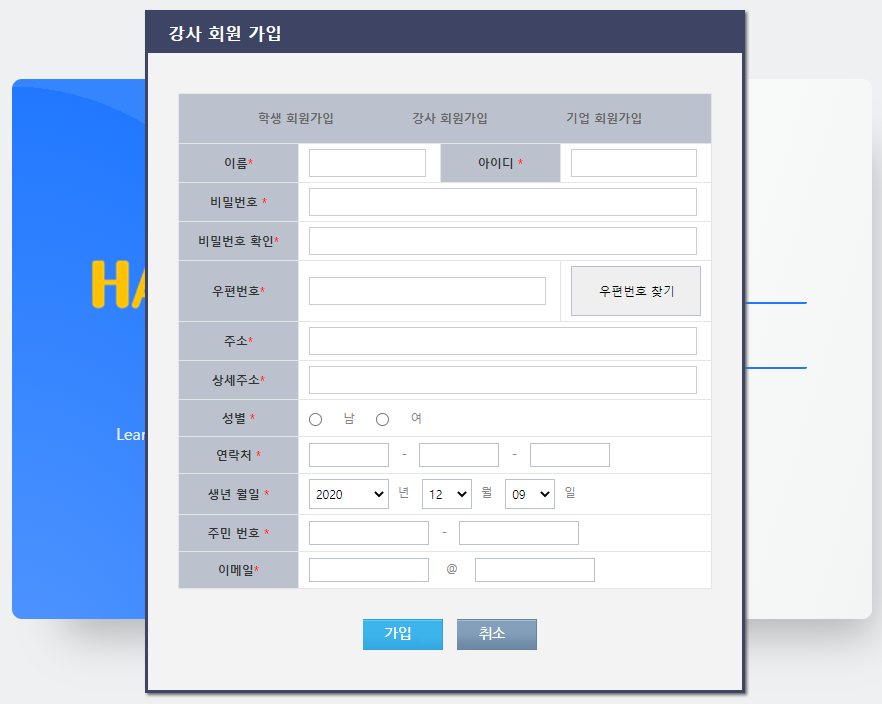 강사 회원 가입
학생 회원가입 강사 회원가입 기업 회원가입
이름* 아이디 *
비밀번호 *
비밀번호 확인*
우편번호* 우편번호 찾기
HA
주소*
상세주소*
성별 * 남 여
Lear
연락처 * - -
생년 월일 * 2020 년 12 월 09 일
주민 번호 * -
이메일* @
가입 취소